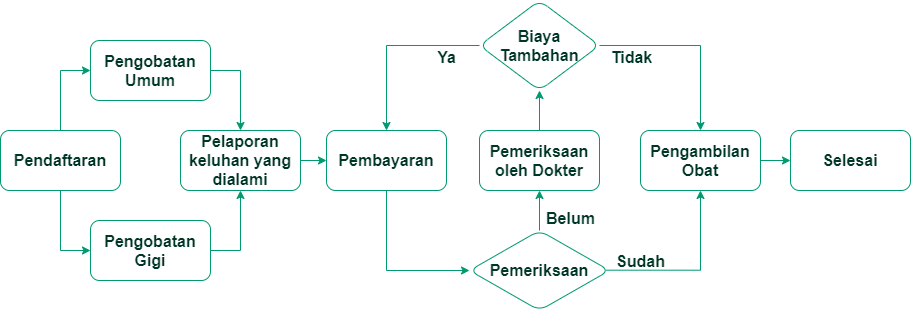 Pendaftaran
Pengobatan
Umum
Pengobatan
Gigi
Pelaporan
keluhan yang
dialami
Pembayaran
Pemeriksaan
Belum
Sudah
Pemeriksaan
oleh Dokter
Biaya
Tambahan
Ya
Tidak
Pengambilan
Obat
Selesai